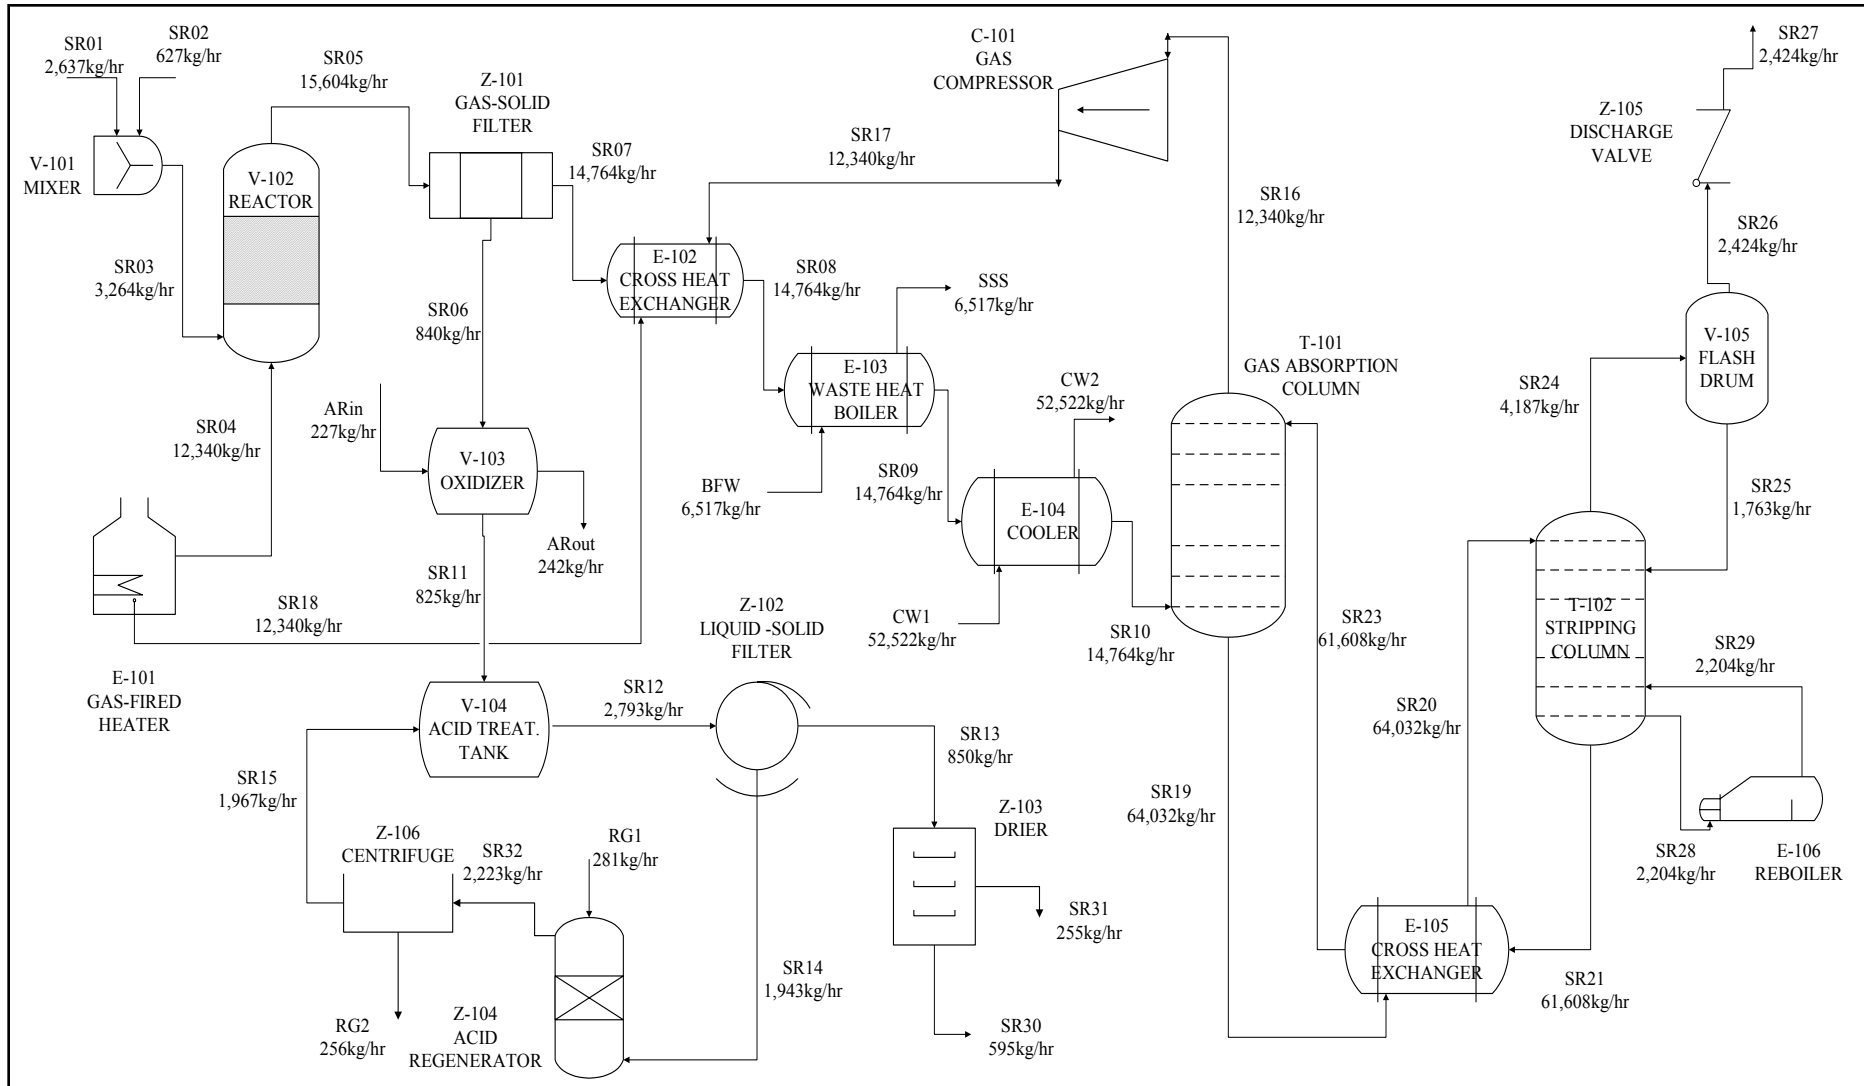 SR01
2,637kg/hr
SR02
627kg/hr
V-101
MIXER
SR03
3,264kg/hr
SR04
12,340kg/hr
V-102
REACTOR
SR05
15,604kg/hr
Z-101
GAS-SOLID
FILTER
SR07
14,764kg/hr
SR06
840kg/hr
E-102
CROSS HEAT
EXCHANGER
SR08
14,764kg/hr
SR17
12,340kg/hr
C-101
GAS
COMPRESSOR
SR16
12,340kg/hr
SSS
6,517kg/hr
E-103
WASTE HEAT
BOILER
BFW
6,517kg/hr
SR09
14,764kg/hr
CW2
52,522kg/hr
E-104
COOLER
CW1
52,522kg/hr
SR10
14,764kg/hr
T-101
GAS ABSORPTION
COLUMN
ARin
227kg/hr
V-103
OXIDIZER
ARout
242kg/hr
SR11
825kg/hr
SR18
12,340kg/hr
E-101
GAS-FIRED
HEATER
V-104
ACID TREAT.
TANK
SR12
2,793kg/hr
Z-102
LIQUID -SOLID
FILTER
SR13
850kg/hr
SR15
1,967kg/hr
Z-106
CENTRIFUGE
SR32
2,223kg/hr
RG1
281kg/hr
RG2
256kg/hr
Z-104
ACID
REGENERATOR
SR14
1,943kg/hr
Z-103
DRIER
SR31
255kg/hr
SR30
595kg/hr
SR19
64,032kg/hr
SR23
61,608kg/hr
SR20
64,032kg/hr
E-105
CROSS HEAT
EXCHANGER
SR21
61,608kg/hr
T-102
STRIPPING
COLUMN
SR24
4,187kg/hr
SR25
1,763kg/hr
V-105
FLASH
DRUM
SR26
2,424kg/hr
Z-105
DISCHARGE
VALVE
SR27
2,424kg/hr
SR29
2,204kg/hr
SR28
2,204kg/hr
E-106
REBOILER